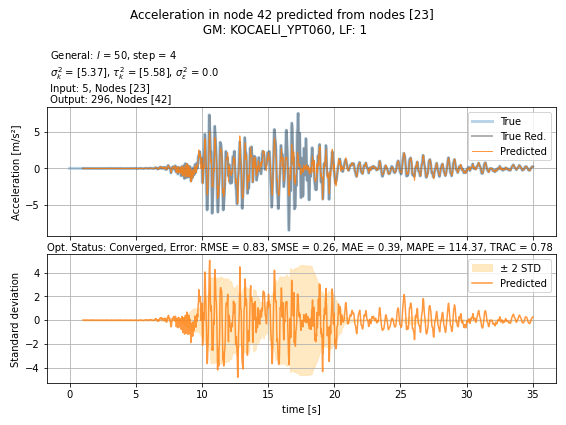 Acceleration in node 42 predicted from nodes [23]
GM: KOCAELI_YPT060, LF: 1
General: l = 50, step = 4
σ²ₖ = [5.37], τ²ₖ = [5.58], σ²ε = 0.0
Input: 5, Nodes [23]
Output: 296, Nodes [42]
Acceleration [m/s²]
5
0
−5
True
True Red.
Predicted
Opt. Status: Converged, Error: RMSE = 0.83, SMSE = 0.26, MAE = 0.39, MAPE = 114.37, TRAC = 0.78
Standard deviation
4
2
0
−2
−4
± 2 STD
Predicted
0 5 10 15 20 25 30 35
time [s]